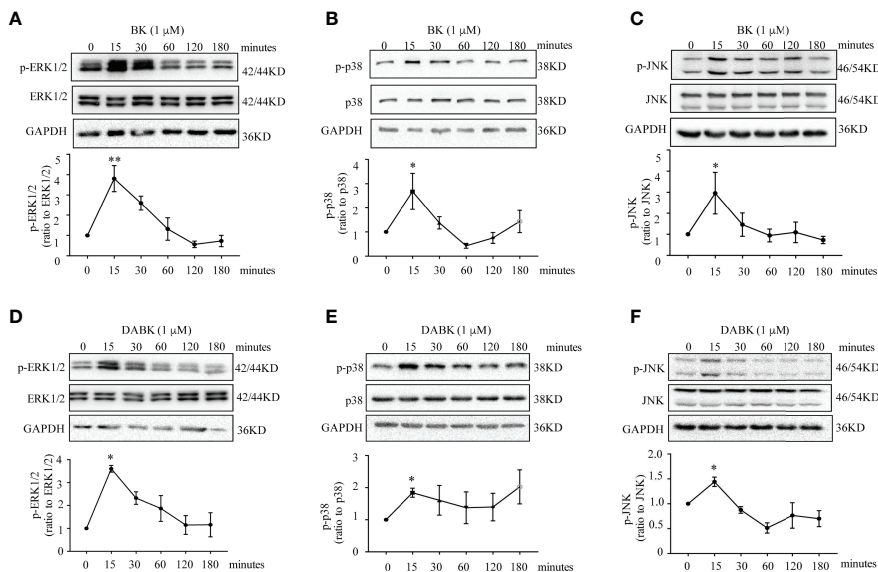 A
BK (1 μM)
0 15 30 60 120 180 minutes
p-ERK1/2 42/44KD
ERK1/2 42/44KD
GAPDH 36KD
p-ERK1/2
(ratio to ERK1/2)
5
4
3
2
1
0
**
0 15 30 60 120 180 minutes
B
BK (1 μM)
0 15 30 60 120 180 minutes
p-p38 38KD
p38 38KD
GAPDH 36KD
p-p38
(ratio to p38)
4
3
2
1
0
*
0 15 30 60 120 180 minutes
C
BK (1 μM)
0 15 30 60 120 180 minutes
p-JNK 46/54KD
JNK 46/54KD
GAPDH 36KD
p-JNK
(ratio to JNK)
5
4
3
2
1
0
*
0 15 30 60 120 180 minutes
D
DABK (1 μM)
0 15 30 60 120 180 minutes
p-ERK1/2 42/44KD
ERK1/2 42/44KD
GAPDH 36KD
p-ERK1/2
(ratio to ERK1/2)
4
3
2
1
0
*
0 15 30 60 120 180 minutes
E
DABK (1 μM)
0 15 30 60 120 180 minutes
p-p38 38KD
p38 38KD
GAPDH 36KD
p-p38
(ratio to p38)
3
2
1
0
*
0 15 30 60 120 180 minutes
F
DABK (1 μM)
0 15 30 60 120 180 minutes
p-JNK 46/54KD
JNK 46/54KD
GAPDH 36KD
p-JNK
(ratio to JNK)
2.0
1.5
1.0
0.5
0
*
0 15 30 60 120 180 minutes